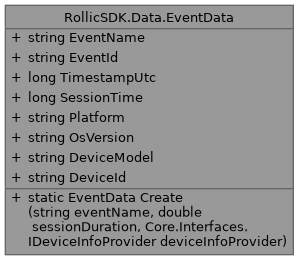 RollicSDK.Data.EventData
+ string EventName
+ string EventId
+ long TimestampUtc
+ long SessionTime
+ string Platform
+ string OsVersion
+ string DeviceModel
+ string DeviceId
+ static EventData Create
(string eventName, double
sessionDuration, Core.Interfaces.
IDeviceInfoProvider deviceInfoProvider)